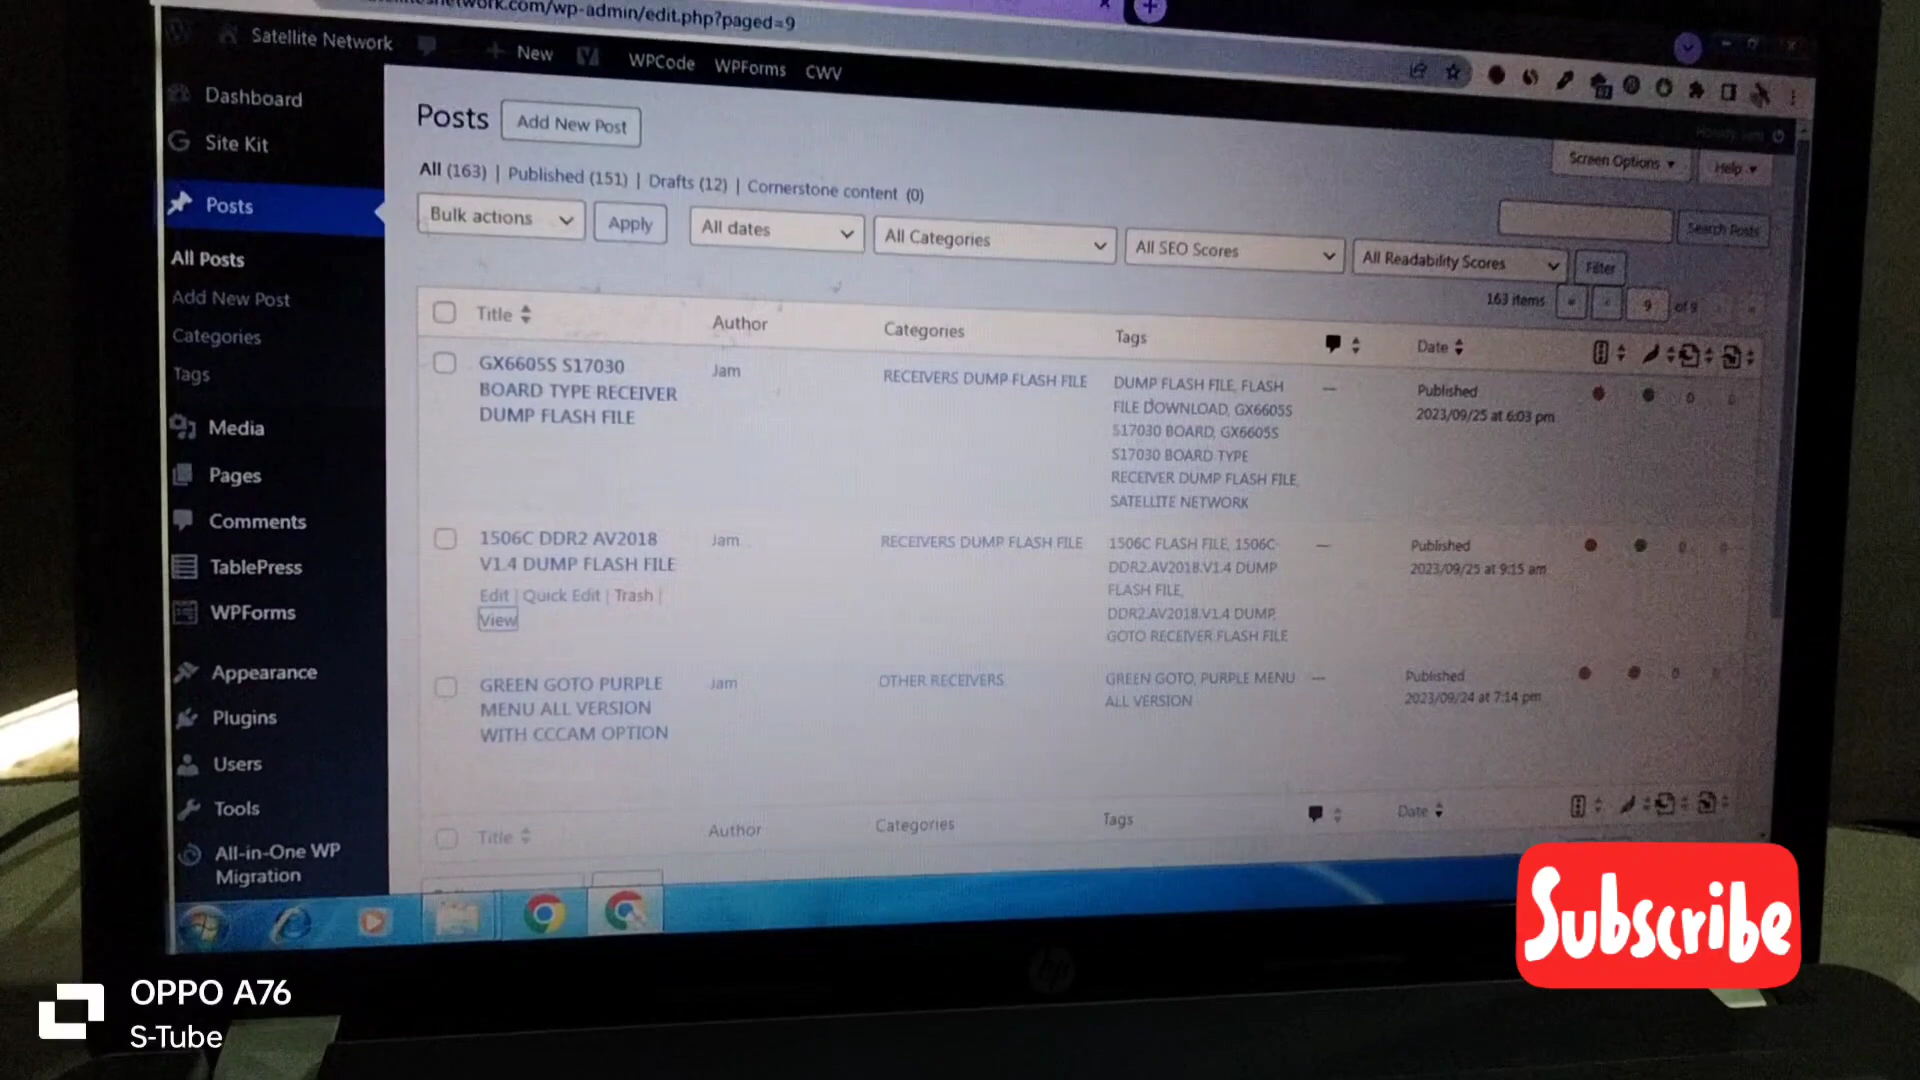 network.com/wp-admin/edit.php?paged=9
Satellite Network
New
WPCode
WPForms
CWV
Dashboard
Site Kit
Posts
All Posts
Add New Post
Categories
Tags
Media
Pages
Comments
TablePress
WPForms
Appearance
Plugins
Users
Tools
All-in-One WP
Migration
Posts Add New Post
Screen Options
Help
All (163) | Published (151) | Drafts (12) | Cornerstone content (0)
Search Posts
Bulk actions Apply All dates All Categories All SEO Scores All Readability Scores Filter
163 items « ‹ 9 of 9
Title Author Categories Tags Date
GX6605S S17030
BOARD TYPE RECEIVER
DUMP FLASH FILE
Jam
RECEIVERS DUMP FLASH FILE
DUMP FLASH FILE, FLASH
FILE DOWNLOAD, GX6605S
S17030 BOARD, GX6605S
S17030 BOARD TYPE
RECEIVER DUMP FLASH FILE,
SATELLITE NETWORK
—
Published
2023/09/25 at 6:03 pm
0
0
1506C DDR2 AV2018
V1.4 DUMP FLASH FILE
Edit | Quick Edit | Trash |
View
Jam
RECEIVERS DUMP FLASH FILE
1506C FLASH FILE, 1506C-
DDR2.AV2018.V1.4 DUMP
FLASH FILE,
DDR2.AV2018.V1.4 DUMP,
GOTO RECEIVER FLASH FILE
—
Published
2023/09/25 at 9:15 am
0
0
GREEN GOTO PURPLE
MENU ALL VERSION
WITH CCCAM OPTION
Jam
OTHER RECEIVERS
GREEN GOTO, PURPLE MENU
ALL VERSION
—
Published
2023/09/24 at 7:14 pm
0
Title Author Categories Tags Date
hp
Subscribe
OPPO A76
S-Tube